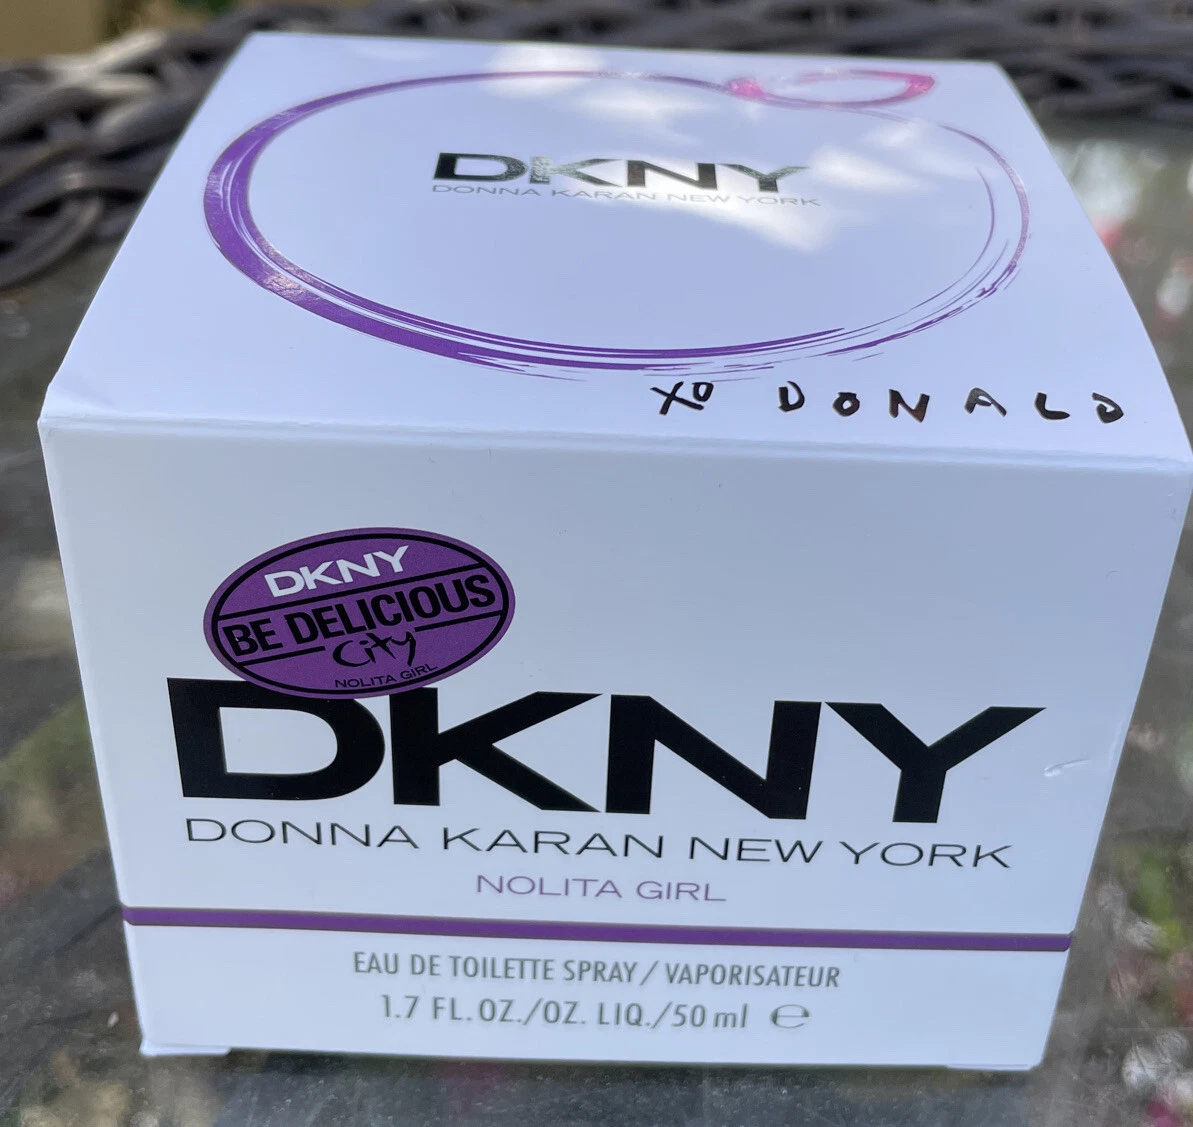 DKNY
DONNA KARAN NEW YORK
XO DONALD
DKNY
BE DELICIOUS
City
NOLITA GIRL
DKNY
DONNA KARAN NEW YORK
NOLITA GIRL
EAU DE TOILETTE SPRAY / VAPORISATEUR
1.7 FL. OZ./OZ. LIQ./50 ml ℮